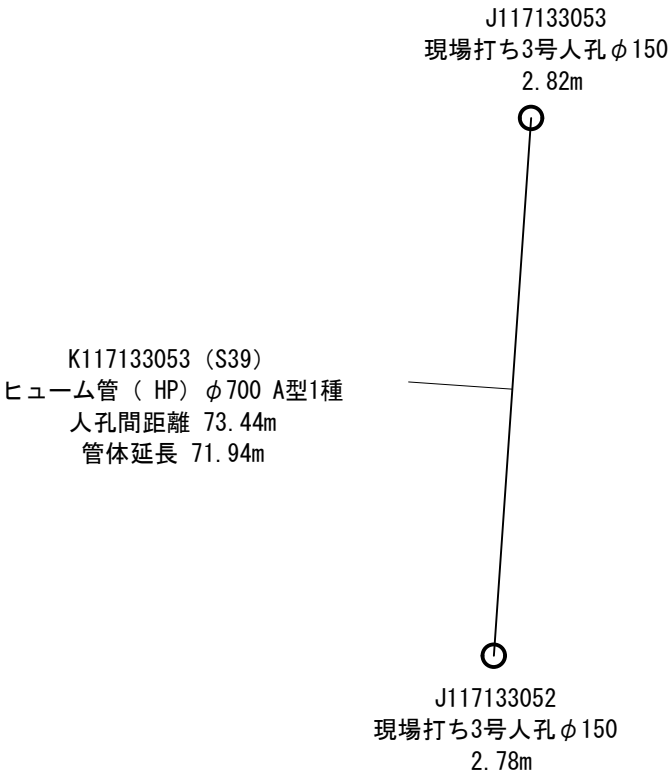 J117133053
現場打ち3号人孔φ150
2.82m
K117133053（S39）
ヒューム管（ HP）φ700 A型1種
人孔間距離 73.44m
管体延長 71.94m
J117133052
現場打ち3号人孔φ150
2.78m